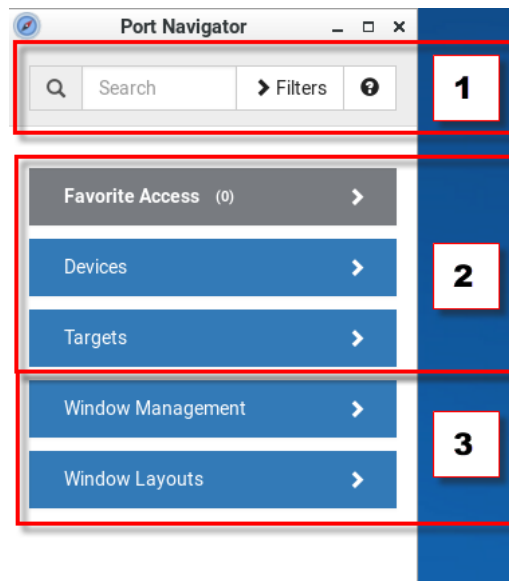 Port Navigator
Search
Filters
1
Favorite Access (0)
Devices
2
Targets
Window Management
3
Window Layouts